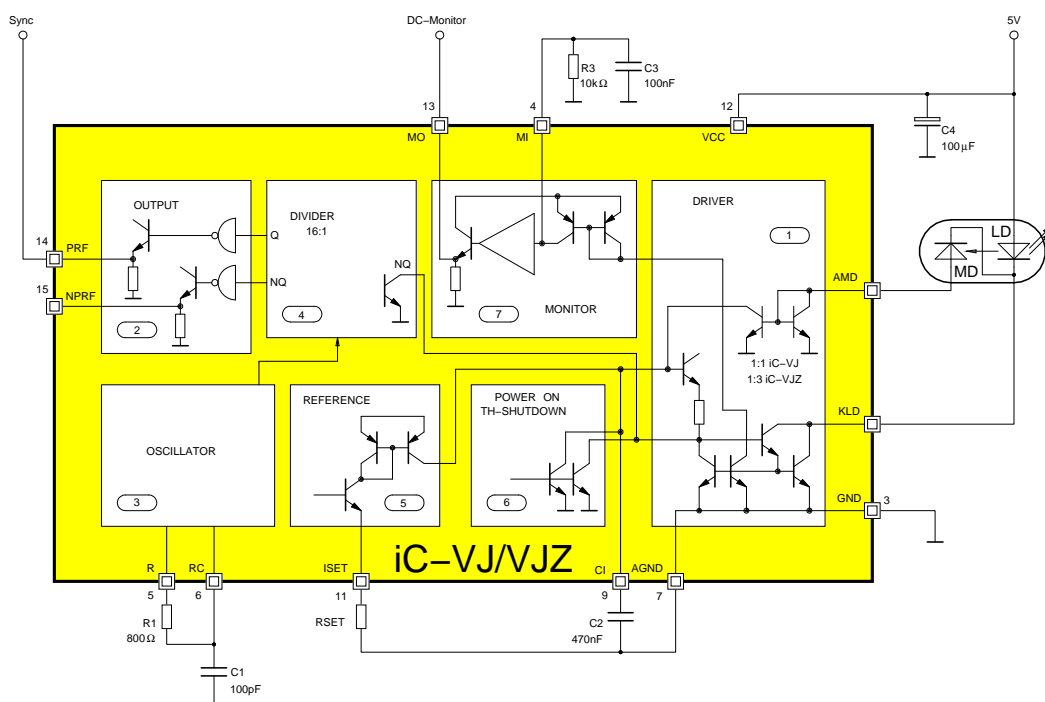 Sync
DC-Monitor
5V
R3
10kΩ
C3
100nF
13
4
12
MO
MI
VCC
C4
100µF
OUTPUT
DIVIDER
16:1
DRIVER
1
14
PRF
Q
NQ
NQ
LD
MD
15
NPRF
AMD
2
4
7
MONITOR
1:1 iC-VJ
1:3 iC-VJZ
REFERENCE
POWER ON
TH-SHUTDOWN
KLD
OSCILLATOR
3
5
6
GND
3
iC-VJ/VJZ
R
RC
ISET
CI
AGND
5
6
11
9
7
R1
800Ω
RSET
C2
470nF
C1
100pF